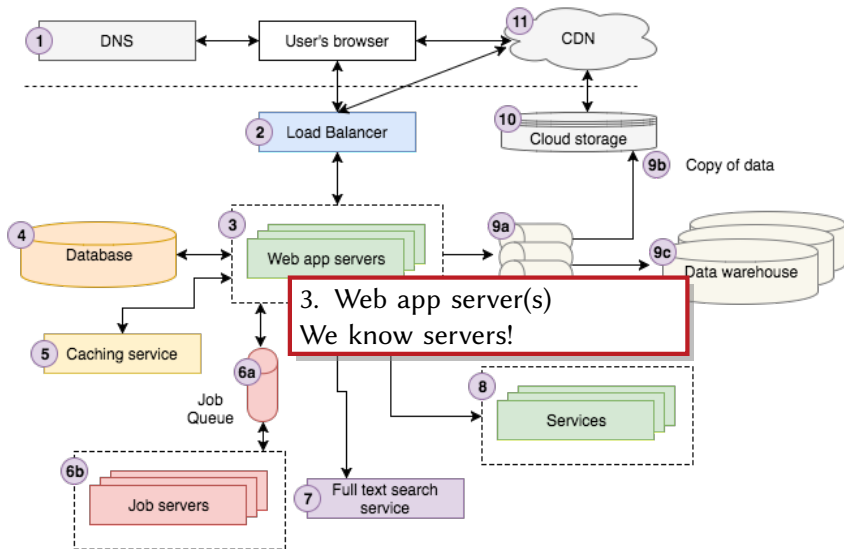 1
DNS
User's browser
11
CDN
2
Load Balancer
10
Cloud storage
9b
Copy of data
3
Web app servers
4
Database
9a
9c
Data warehouse
3. Web app server(s)
We know servers!
5
Caching service
6a
Job
Queue
8
Services
6b
Job servers
7
Full text search
service